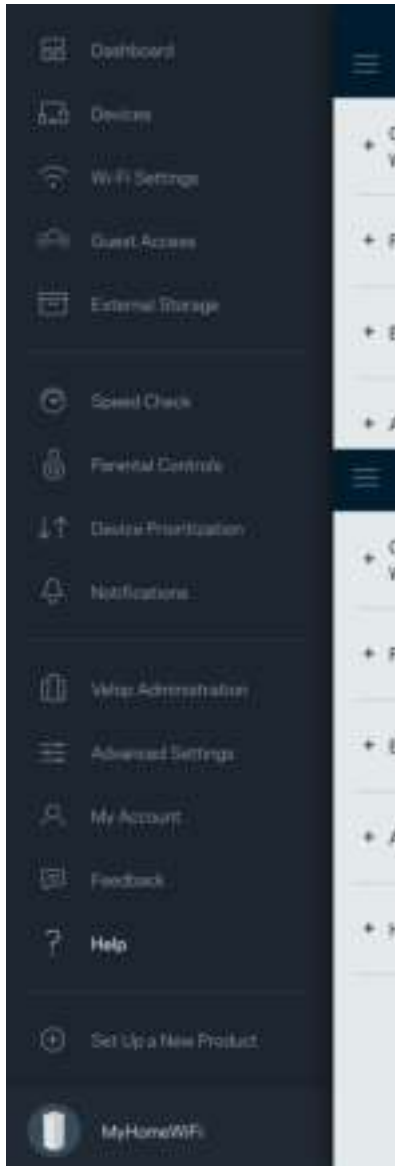 Dashboard
Devices
Wi-Fi Settings
Guest Access
External Storage
Speed Check
Parental Controls
Device Prioritization
Notifications
Velop Administration
Advanced Settings
My Account
Feedback
Help
Set Up a New Product
MyHomeWiFi